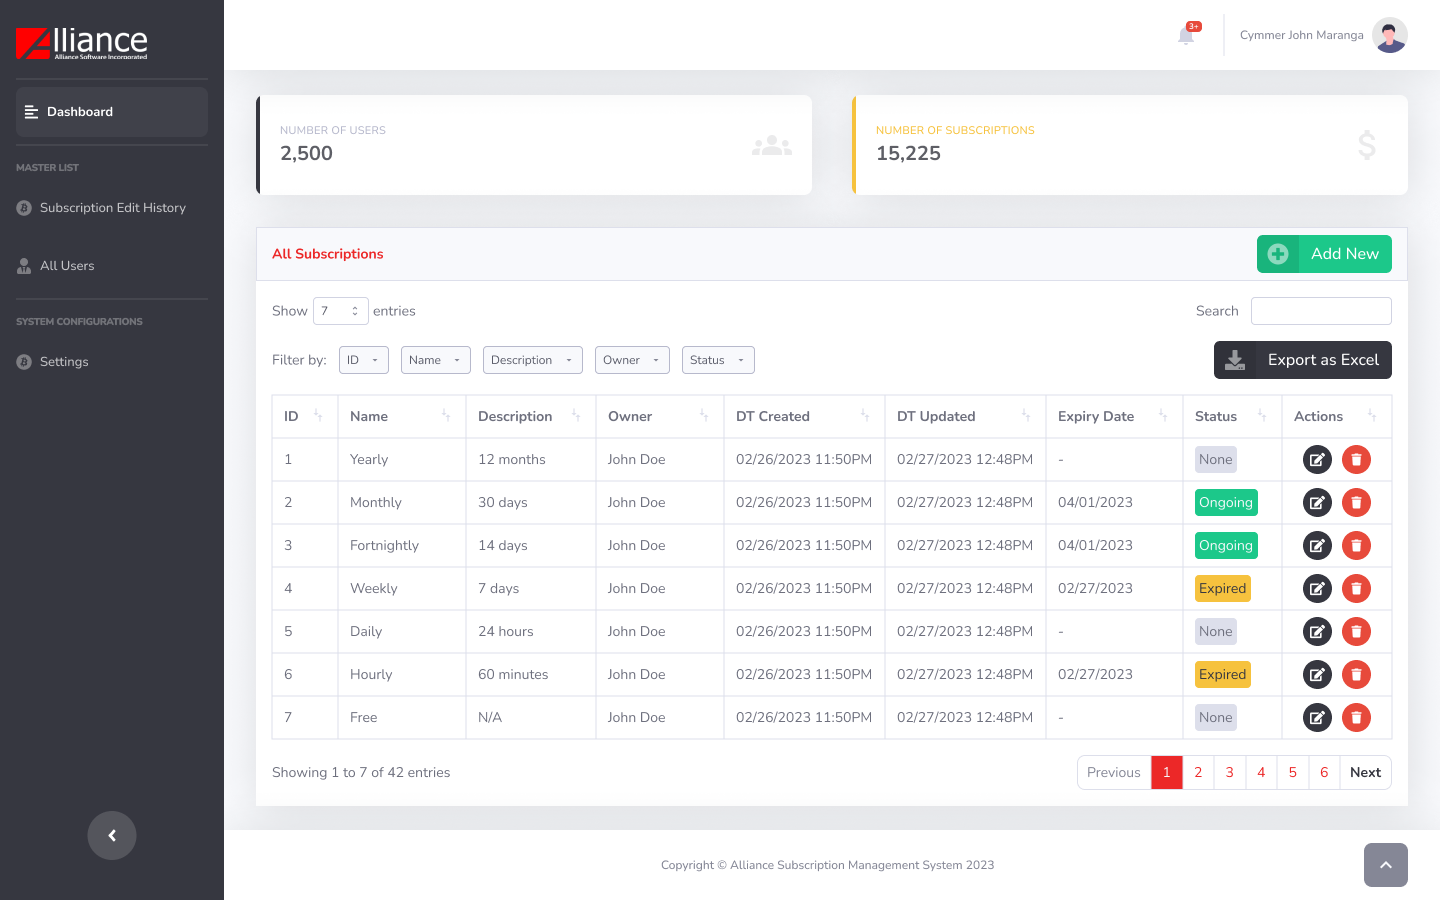 Alliance
Alliance Software Incorporated
Dashboard
MASTER LIST
Subscription Edit History
All Users
SYSTEM CONFIGURATIONS
Settings
3+
Cymmer John Maranga
NUMBER OF USERS
2,500
NUMBER OF SUBSCRIPTIONS
15,225
All Subscriptions
Add New
Show 7 entries
Search
Filter by: ID Name Description Owner Status
Export as Excel
ID Name Description Owner DT Created DT Updated Expiry Date Status Actions
1 Yearly 12 months John Doe 02/26/2023 11:50PM 02/27/2023 12:48PM - None
2 Monthly 30 days John Doe 02/26/2023 11:50PM 02/27/2023 12:48PM 04/01/2023 Ongoing
3 Fortnightly 14 days John Doe 02/26/2023 11:50PM 02/27/2023 12:48PM 04/01/2023 Ongoing
4 Weekly 7 days John Doe 02/26/2023 11:50PM 02/27/2023 12:48PM 02/27/2023 Expired
5 Daily 24 hours John Doe 02/26/2023 11:50PM 02/27/2023 12:48PM - None
6 Hourly 60 minutes John Doe 02/26/2023 11:50PM 02/27/2023 12:48PM 02/27/2023 Expired
7 Free N/A John Doe 02/26/2023 11:50PM 02/27/2023 12:48PM - None
Showing 1 to 7 of 42 entries
Previous 1 2 3 4 5 6 Next
Copyright © Alliance Subscription Management System 2023